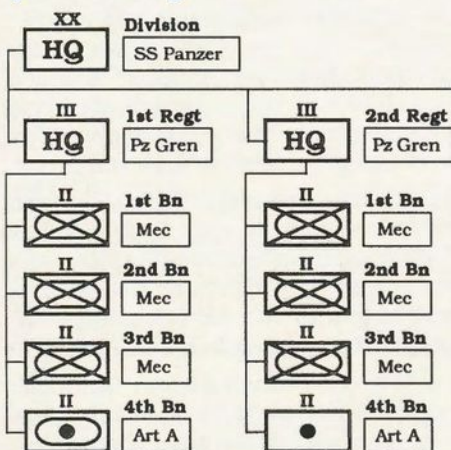 XX
Division
HQ
SS Panzer
III
1st Regt
HQ
Pz Gren
II
1st Bn
Mec
II
2nd Bn
Mec
II
3rd Bn
Mec
II
4th Bn
Art A
III
2nd Regt
HQ
Pz Gren
II
1st Bn
Mec
II
2nd Bn
Mec
II
3rd Bn
Mec
II
4th Bn
Art A